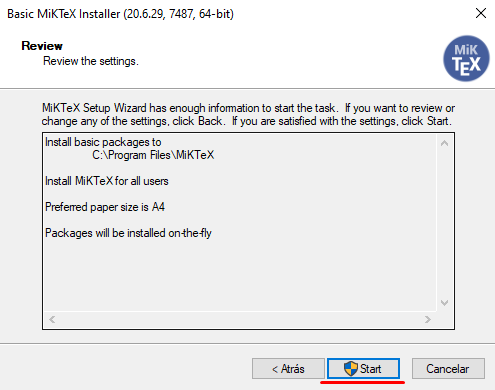 Basic MiKTeX Installer (20.6.29, 7487, 64-bit)
Review
Review the settings.
MiK
TEX
MiKTeX Setup Wizard has enough information to start the task.  If you want to review or
change any of the settings, click Back.  If you are satisfied with the settings, click Start.
Install basic packages to
C:\Program Files\MiKTeX
Install MiKTeX for all users
Preferred paper size is A4
Packages will be installed on-the-fly
< Atrás
Start
Cancelar